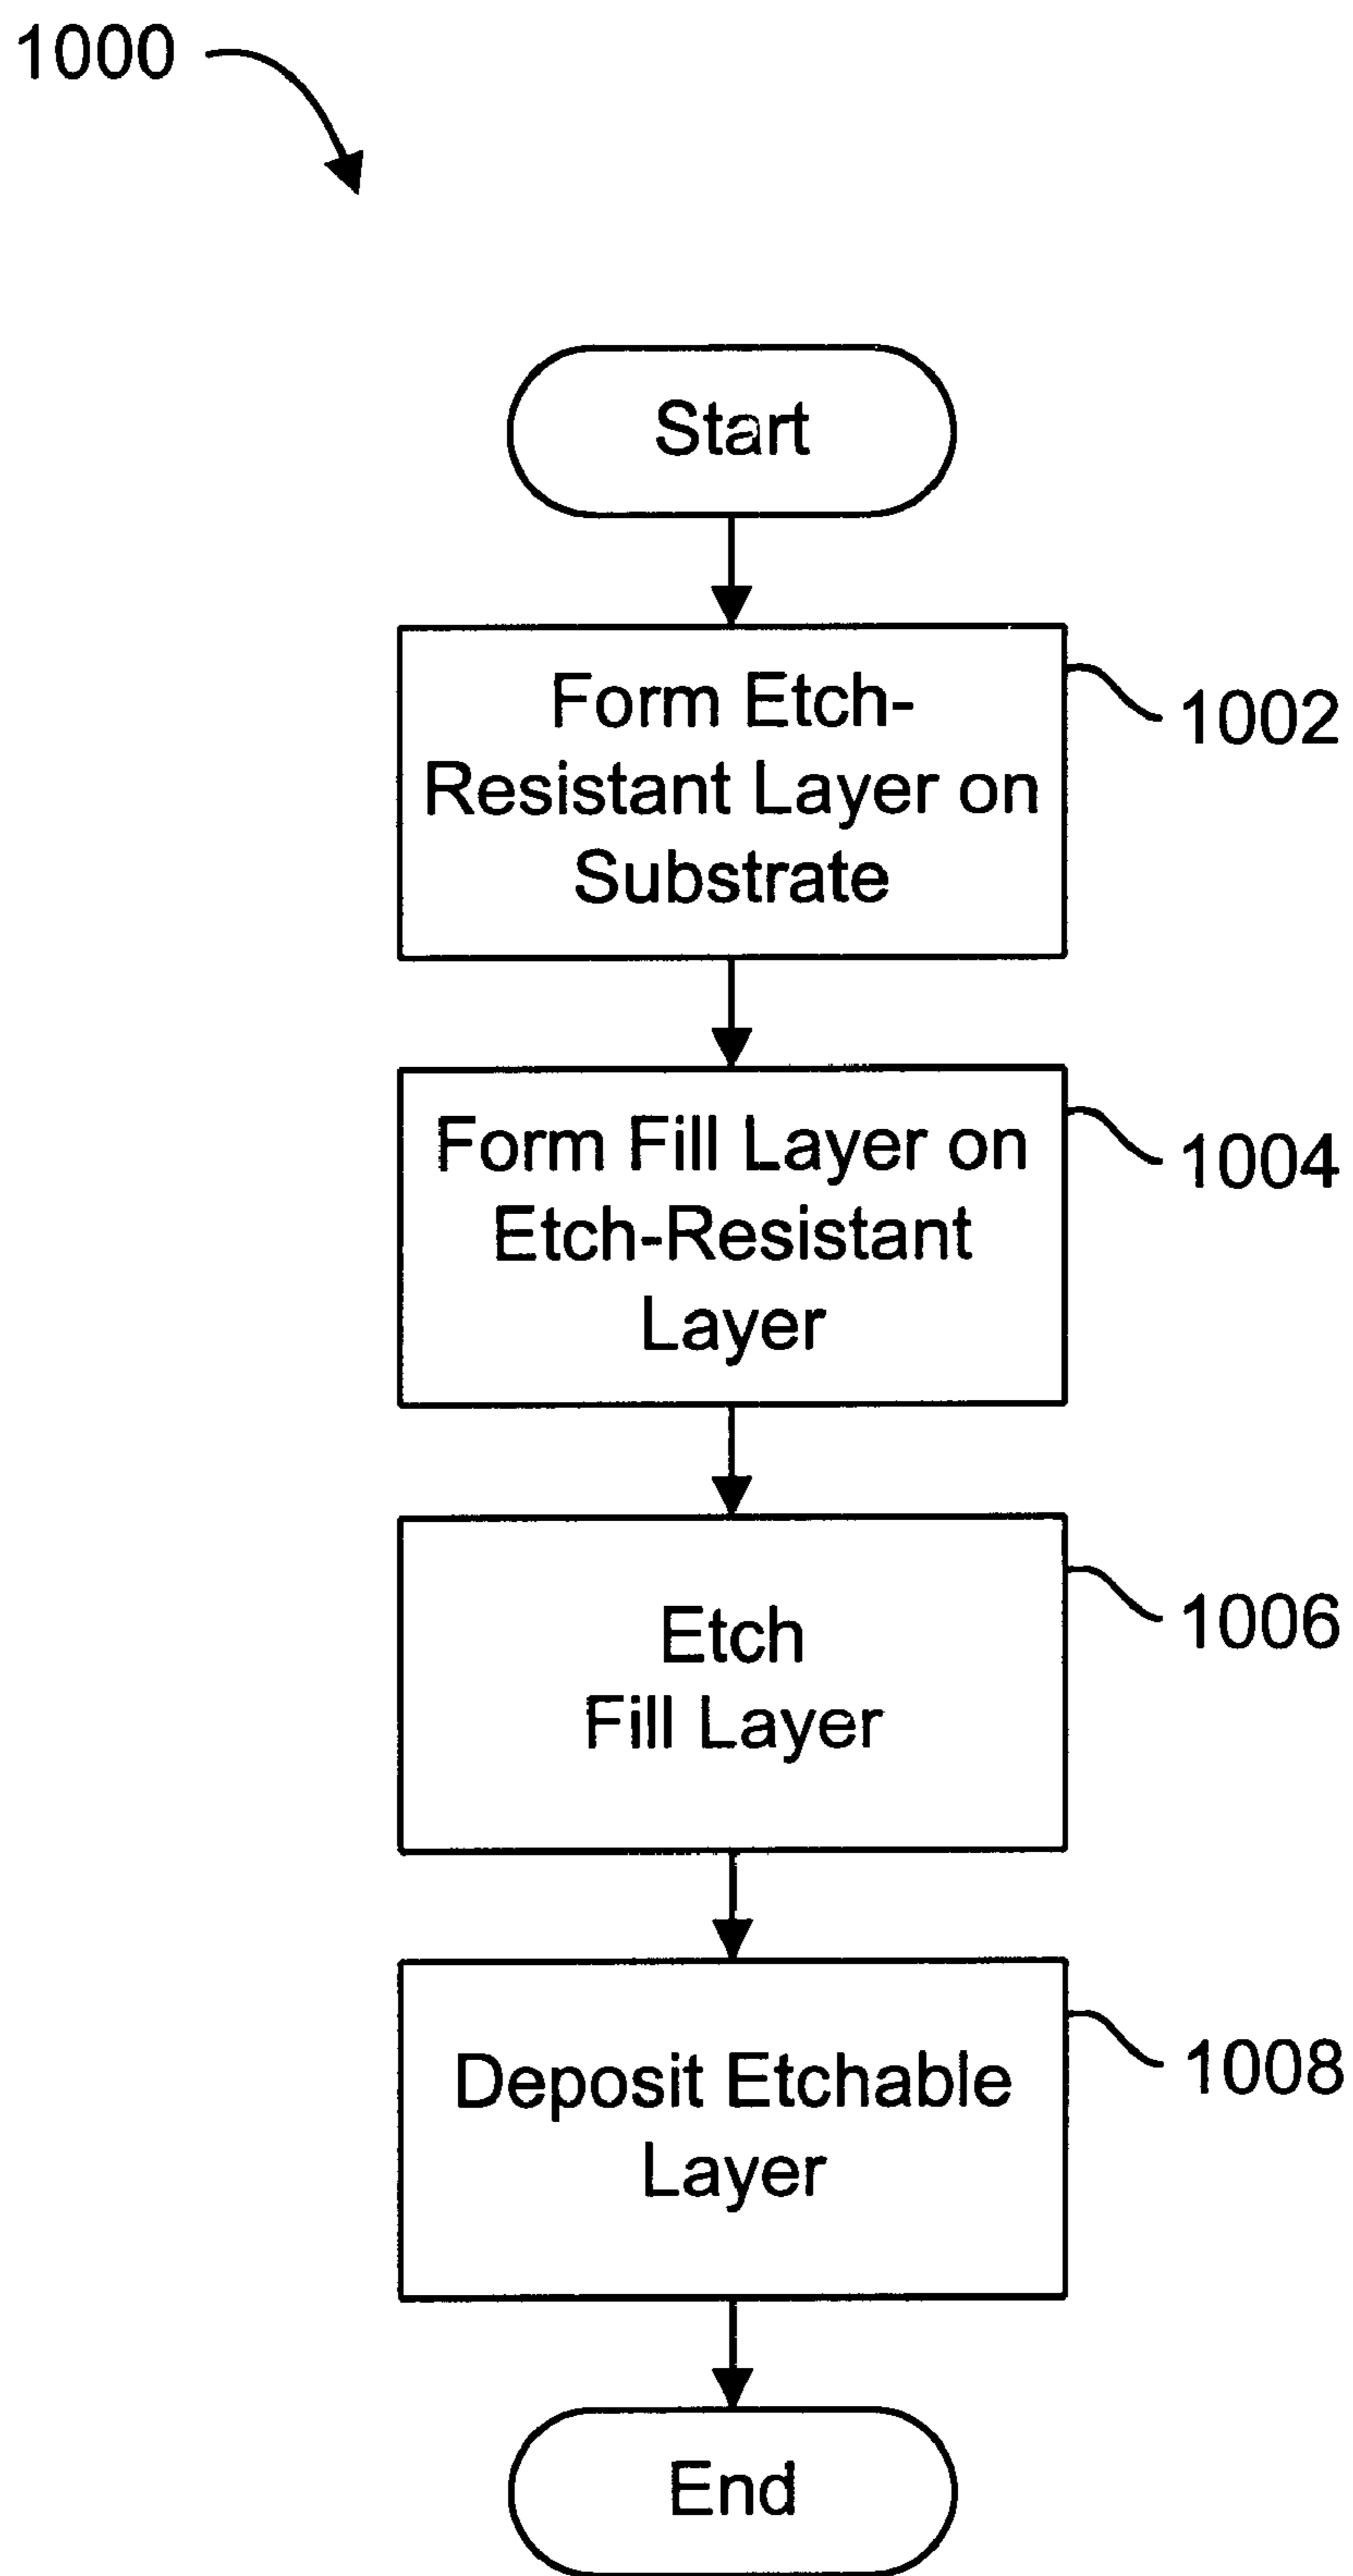 1000
Start
Form Etch-
Resistant Layer on
Substrate
1002
Form Fill Layer on
Etch-Resistant
Layer
1004
Etch
Fill Layer
1006
Deposit Etchable
Layer
1008
End